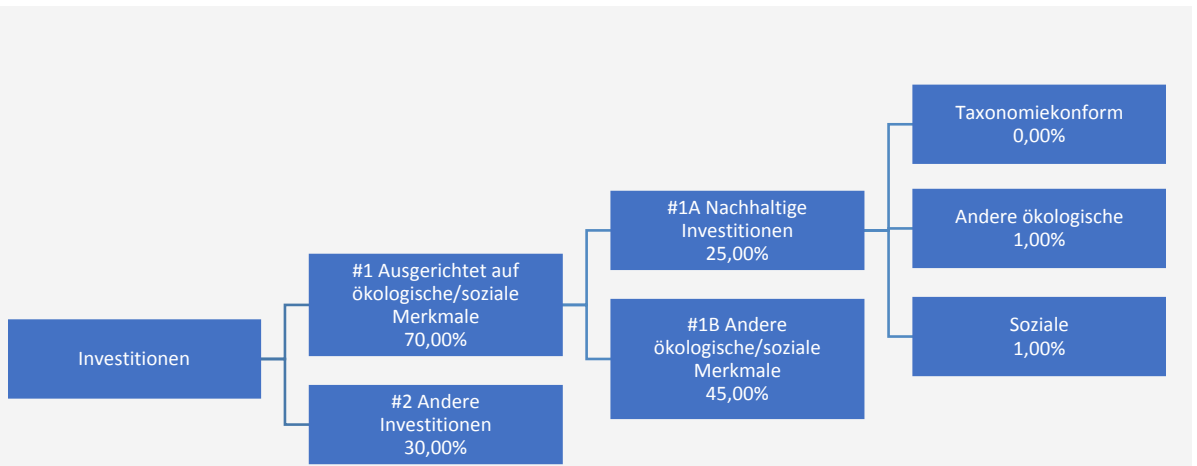 Investitionen
#1 Ausgerichtet auf
ökologische/soziale
Merkmale
70,00%
#2 Andere
Investitionen
30,00%
#1A Nachhaltige
Investitionen
25,00%
#1B Andere
ökologische/soziale
Merkmale
45,00%
Taxonomiekonform
0,00%
Andere ökologische
1,00%
Soziale
1,00%